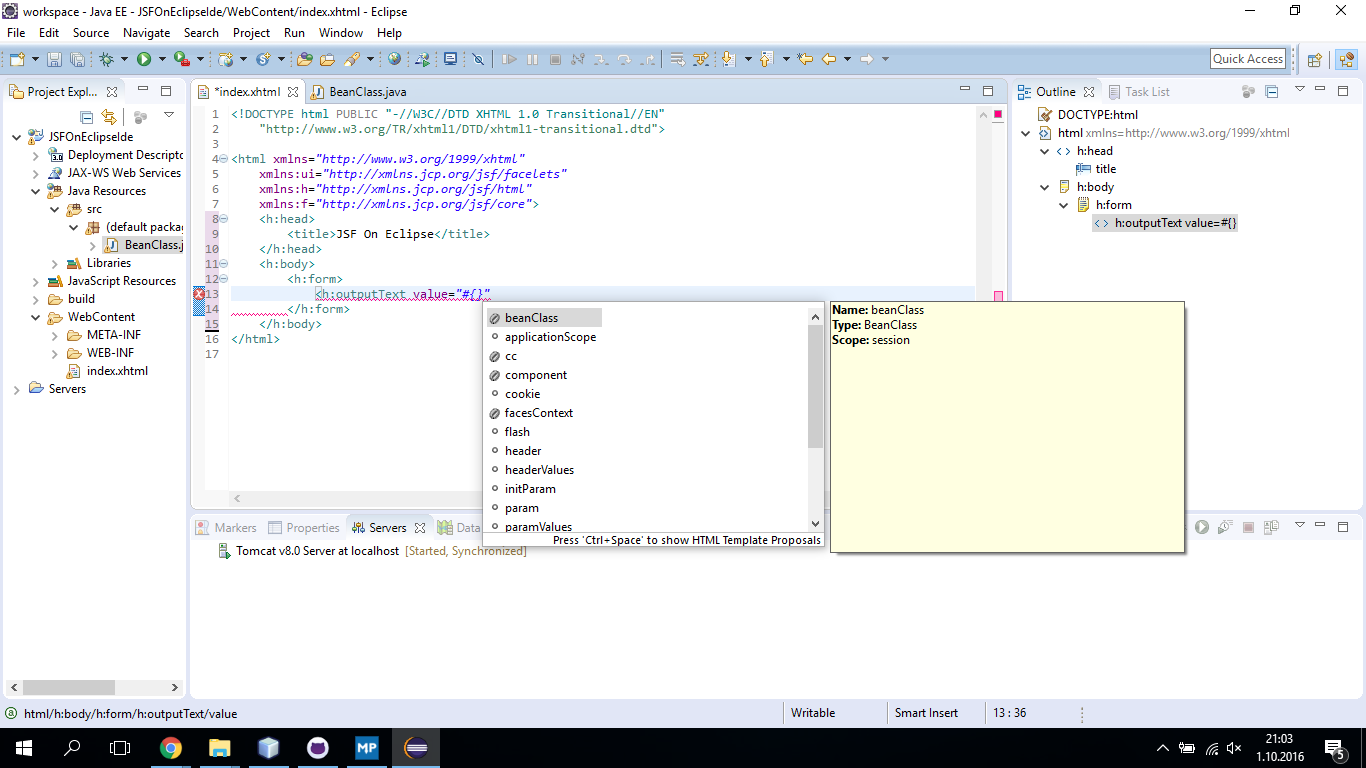 workspace - Java EE - JSFOnEclipseIde/WebContent/index.xhtml - Eclipse
File Edit Source Navigate Search Project Run Window Help
Quick Access
Project Expl...
JSFOnEclipseIde
Deployment Descripto
JAX-WS Web Services
Java Resources
src
(default packag
BeanClass.j
Libraries
JavaScript Resources
build
WebContent
META-INF
WEB-INF
index.xhtml
Servers
*index.xhtml BeanClass.java
1 <!DOCTYPE html PUBLIC "-//W3C//DTD XHTML 1.0 Transitional//EN"
2 "http://www.w3.org/TR/xhtml1/DTD/xhtml1-transitional.dtd">
3
4 <html xmlns="http://www.w3.org/1999/xhtml"
5 xmlns:ui="http://xmlns.jcp.org/jsf/facelets"
6 xmlns:h="http://xmlns.jcp.org/jsf/html"
7 xmlns:f="http://xmlns.jcp.org/jsf/core">
8 <h:head>
9 <title>JSF On Eclipse</title>
10 </h:head>
11 <h:body>
12 <h:form>
13 <h:outputText value="#{}"
14 </h:form>
15 </h:body>
16 </html>
17
beanClass
applicationScope
cc
component
cookie
facesContext
flash
header
headerValues
initParam
param
paramValues
Press 'Ctrl+Space' to show HTML Template Proposals
Name: beanClass
Type: BeanClass
Scope: session
Outline Task List
DOCTYPE:html
html xmlns=http://www.w3.org/1999/xhtml
h:head
title
h:body
h:form
h:outputText value=#{}
Markers Properties Servers Data
Tomcat v8.0 Server at localhost [Started, Synchronized]
html/h:body/h:form/h:outputText/value
Writable Smart Insert 13 : 36
MP
21:03
1.10.2016
5